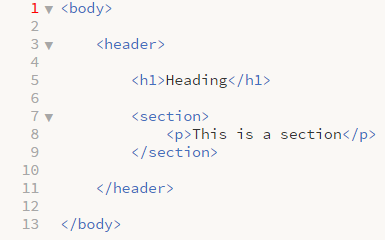 1 <body>
2
3 <header>
4
5 <h1>Heading</h1>
6
7 <section>
8 <p>This is a section</p>
9 </section>
10
11 </header>
12
13 </body>